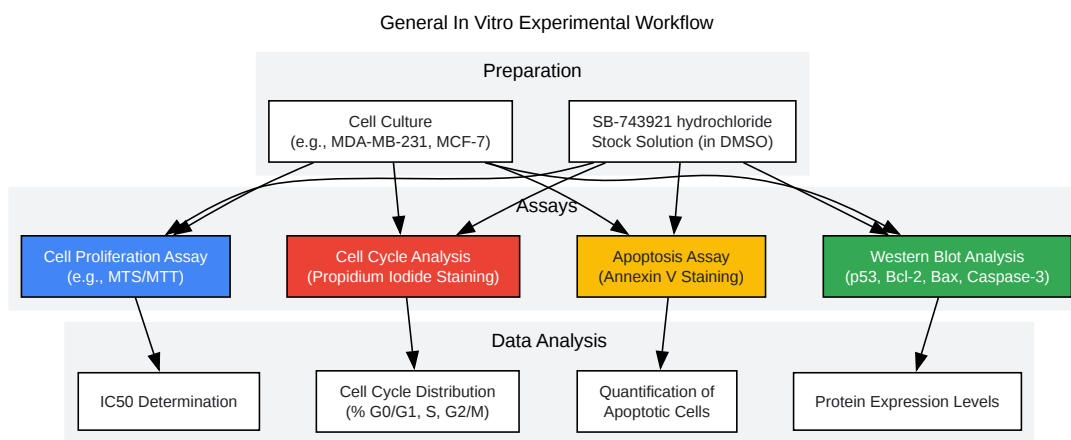 General In Vitro Experimental Workflow
Preparation
Cell Culture
(e.g., MDA-MB-231, MCF-7)
SB-743921 hydrochloride
Stock Solution (in DMSO)
Assays
Cell Proliferation Assay
(e.g., MTS/MTT)
Cell Cycle Analysis
(Propidium Iodide Staining)
Apoptosis Assay
(Annexin V Staining)
Western Blot Analysis
(p53, Bcl-2, Bax, Caspase-3)
Data Analysis
IC50 Determination
Cell Cycle Distribution
(% G0/G1, S, G2/M)
Quantification of
Apoptotic Cells
Protein Expression Levels